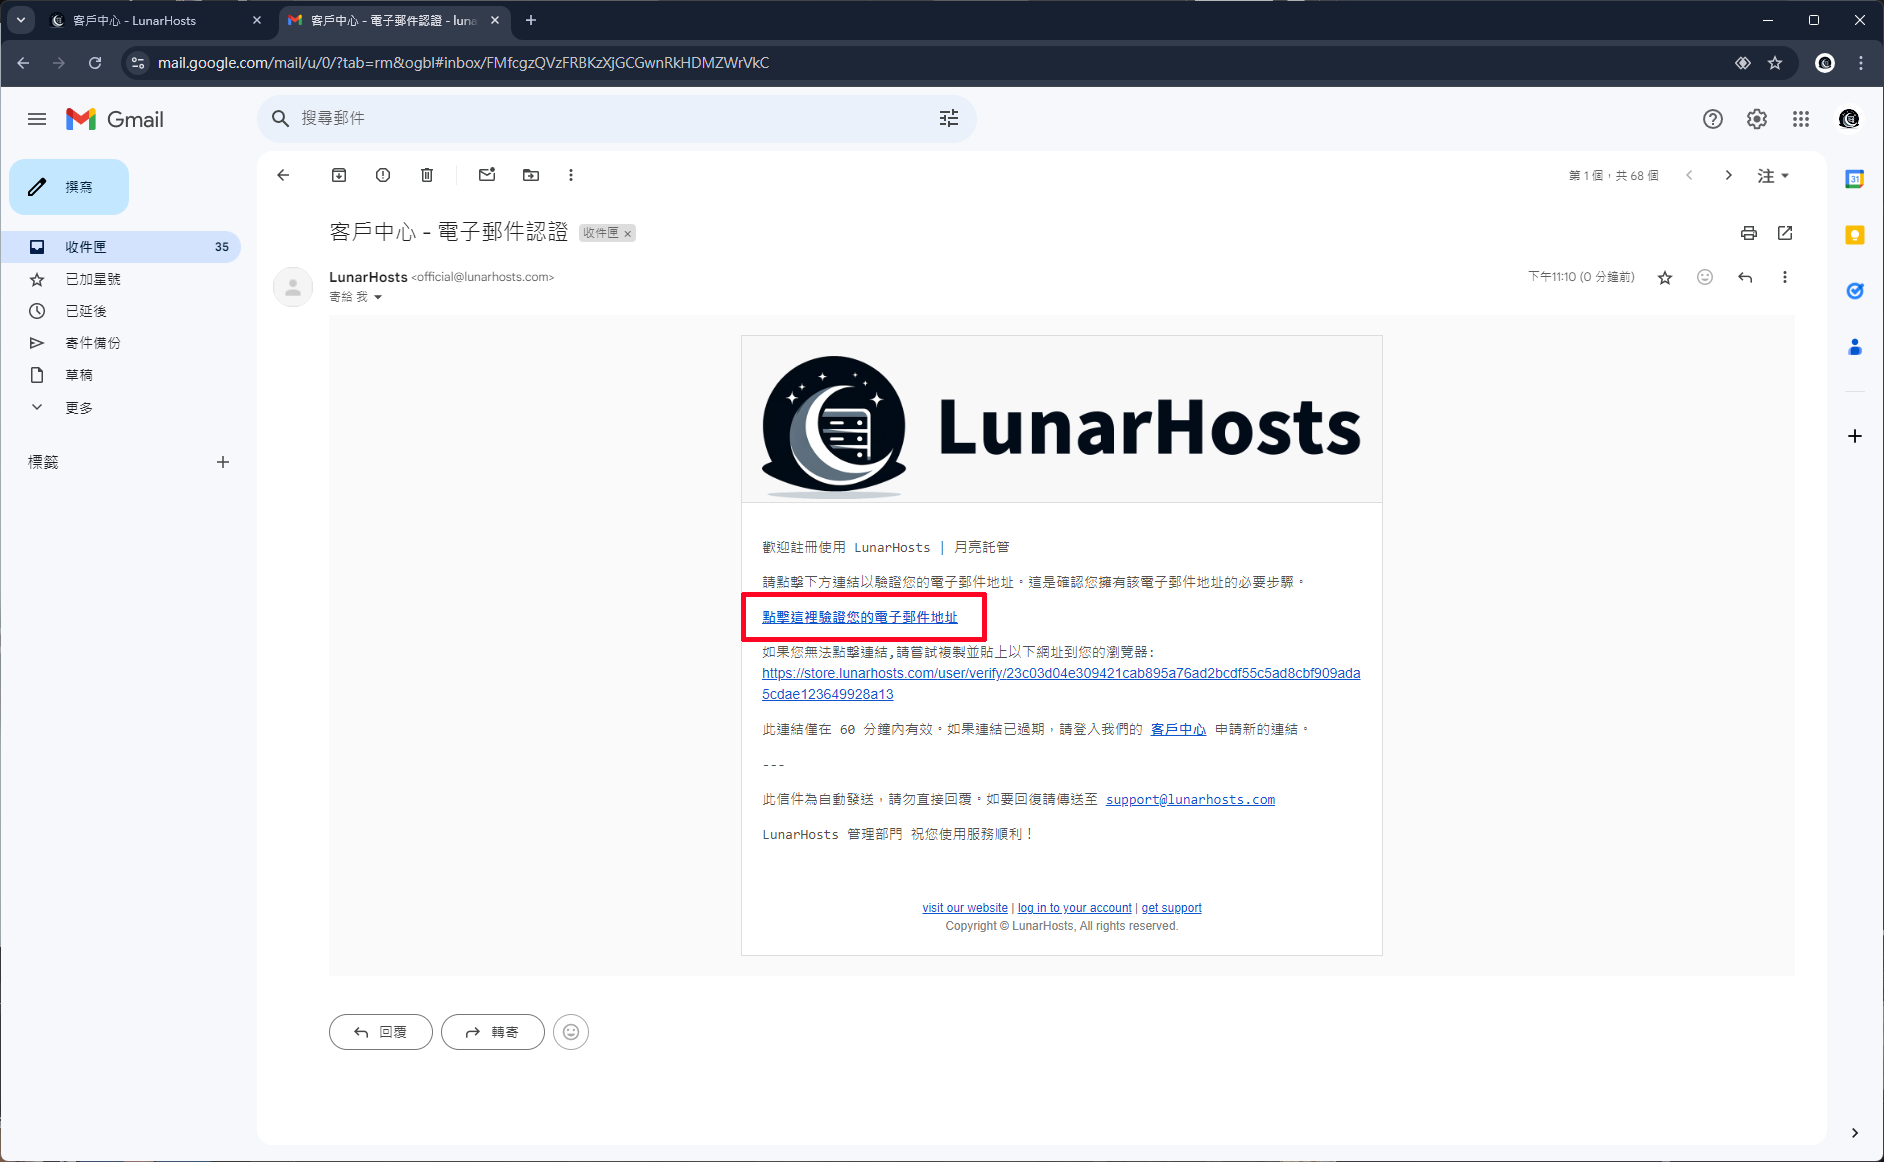 客戶中心 - LunarHosts
客戶中心 - 電子郵件認證 - luna
mail.google.com/mail/u/0/?tab=rm&ogbl#inbox/FMfcgzQVzFRBKzXjGCGwnRkHDMZWrVkC
Gmail
搜尋郵件
撰寫
收件匣 35
已加星號
已延後
寄件備份
草稿
更多
標籤
第 1 個，共 68 個
注
客戶中心 - 電子郵件認證
收件匣 ×
LunarHosts <official@lunarhosts.com>
下午11:10 (0 分鐘前)
寄給 我
LunarHosts
歡迎註冊使用 LunarHosts | 月亮託管
請點擊下方連結以驗證您的電子郵件地址。這是確認您擁有該電子郵件地址的必要步驟。
點擊這裡驗證您的電子郵件地址
如果您無法點擊連結,請嘗試複製並貼上以下網址到您的瀏覽器:
https://store.lunarhosts.com/user/verify/23c03d04e309421cab895a76ad2bcdf55c5ad8cbf909ada
5cdae123649928a13
此連結僅在 60 分鐘內有效。如果連結已過期，請登入我們的 客戶中心 申請新的連結。
---
此信件為自動發送，請勿直接回覆。如要回復請傳送至 support@lunarhosts.com
LunarHosts 管理部門 祝您使用服務順利！
visit our website | log in to your account | get support
Copyright © LunarHosts, All rights reserved.
回覆
轉寄
31